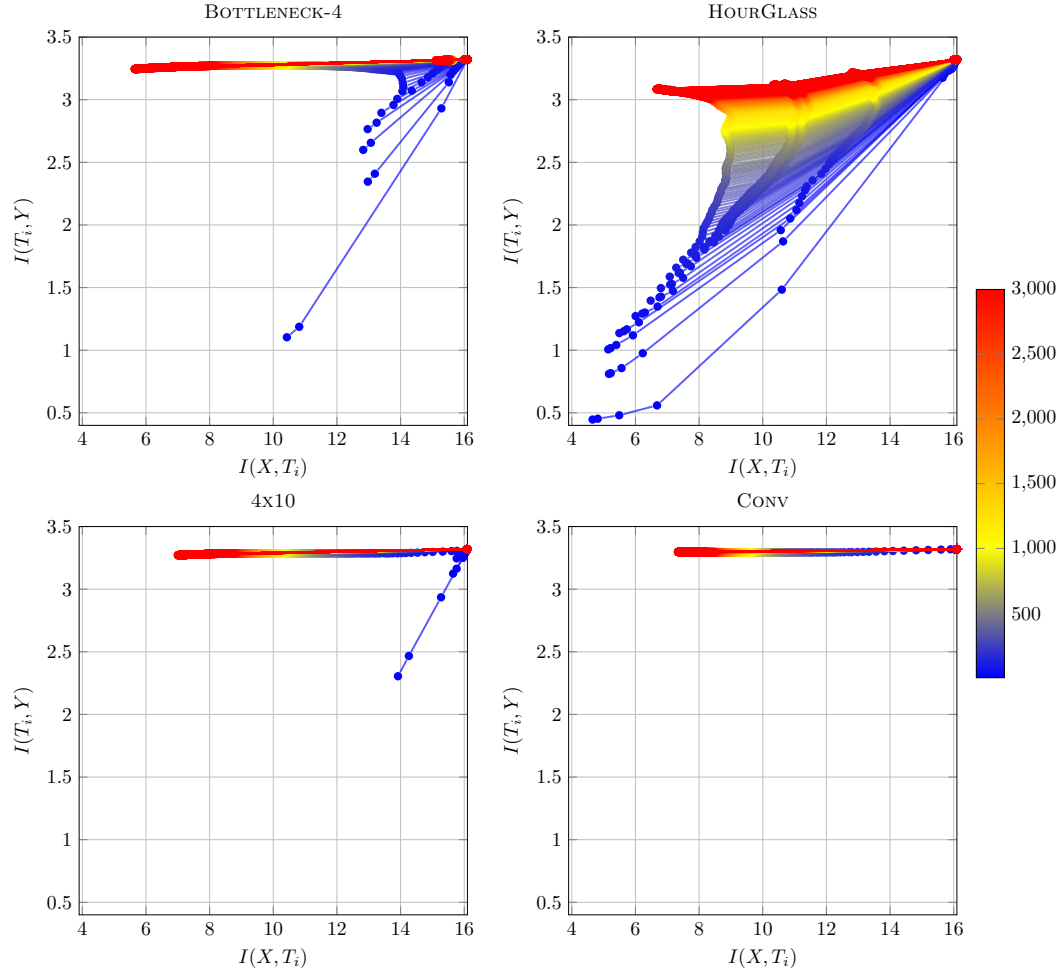 BOTTLENECK-4
3.5
3
2.5
2
1.5
1
0.5
4 6 8 10 12 14 16
I(T_i, Y)
I(X, T_i)
HOURGLASS
3.5
3
2.5
2
1.5
1
0.5
4 6 8 10 12 14 16
I(T_i, Y)
I(X, T_i)
4X10
3.5
3
2.5
2
1.5
1
0.5
4 6 8 10 12 14 16
I(T_i, Y)
I(X, T_i)
CONV
3.5
3
2.5
2
1.5
1
0.5
4 6 8 10 12 14 16
I(T_i, Y)
I(X, T_i)
3,000
2,500
2,000
1,500
1,000
500